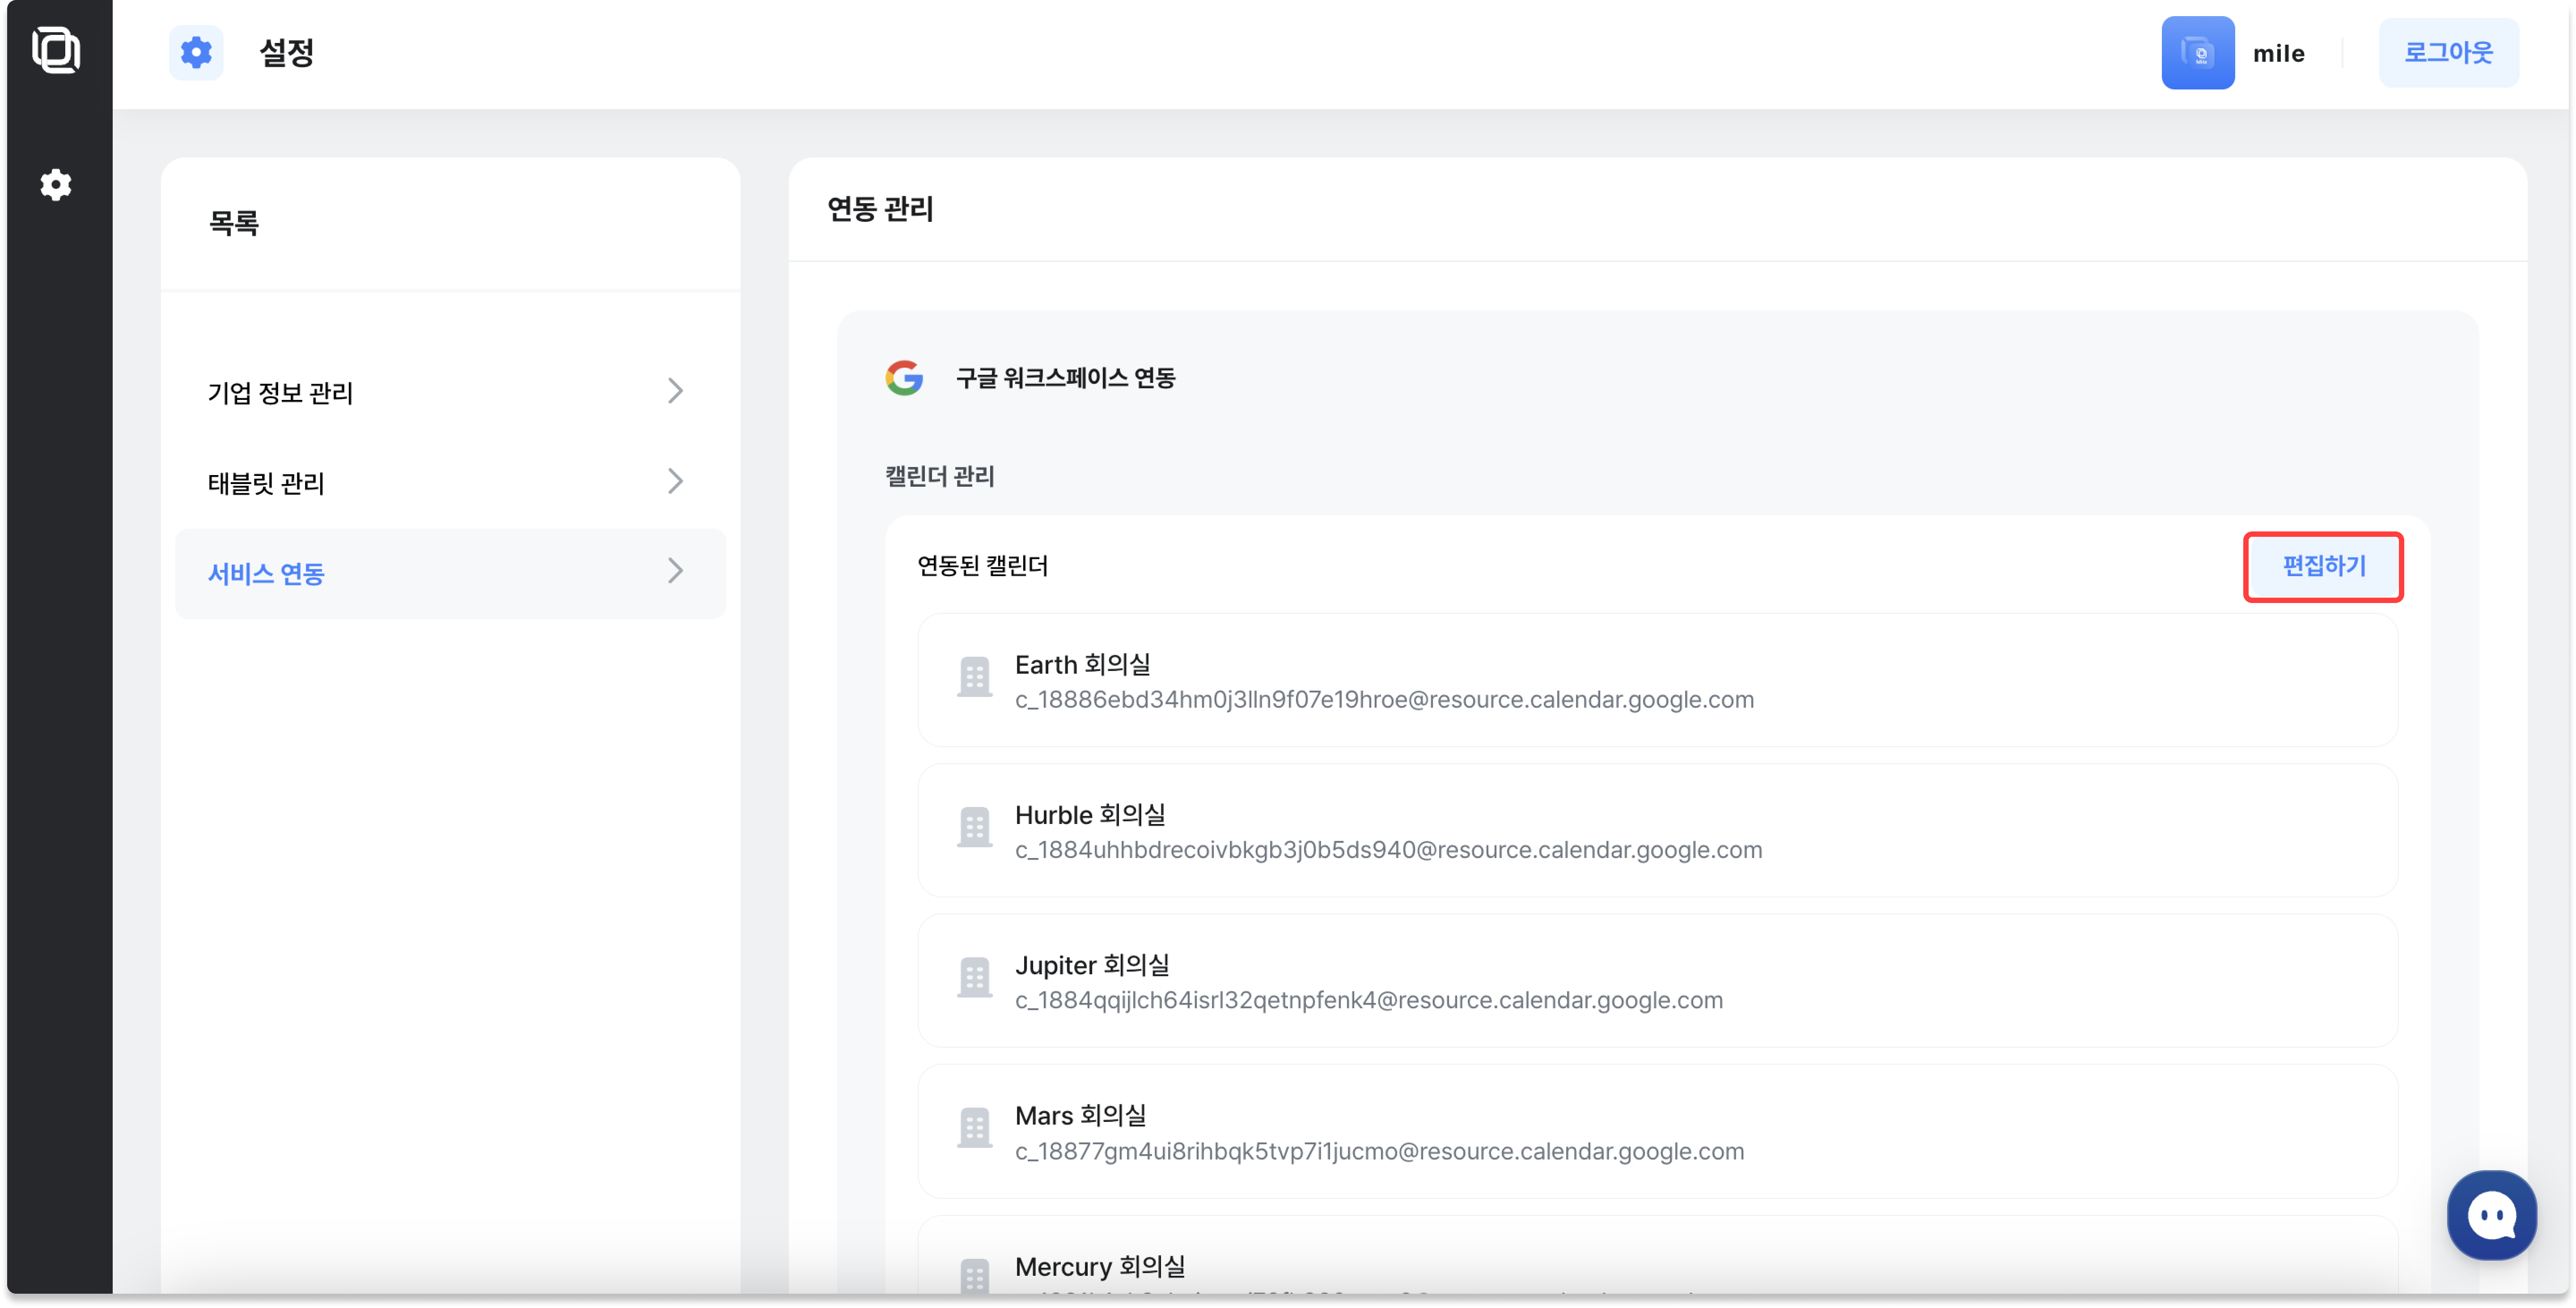 설정
mile
로그아웃
목록
기업 정보 관리
태블릿 관리
서비스 연동
연동 관리
구글 워크스페이스 연동
캘린더 관리
연동된 캘린더
편집하기
Earth 회의실
c_18886ebd34hm0j3lln9f07e19hroe@resource.calendar.google.com
Hurble 회의실
c_1884uhhbdrecoivbkgb3j0b5ds940@resource.calendar.google.com
Jupiter 회의실
c_1884qqijlch64isrl32qetnpfenk4@resource.calendar.google.com
Mars 회의실
c_18877gm4ui8rihbqk5tvp7i1jucmo@resource.calendar.google.com
Mercury 회의실